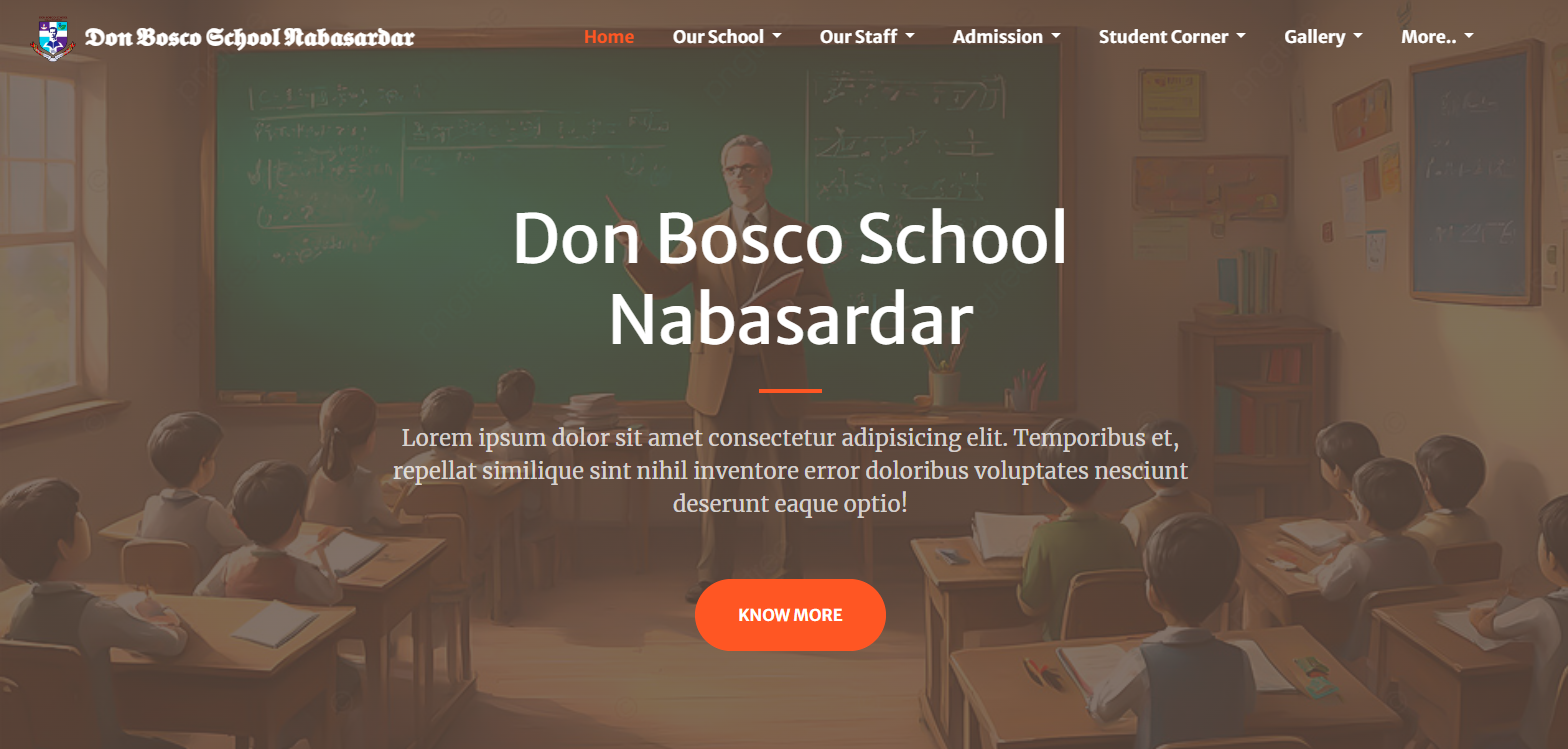 Don Bosco School Nabasardar
Home Our School Our Staff Admission Student Corner Gallery More..
Don Bosco School
Nabasardar
Lorem ipsum dolor sit amet consectetur adipisicing elit. Temporibus et,
repellat similique sint nihil inventore error doloribus voluptates nesciunt
deserunt eaque optio!
KNOW MORE